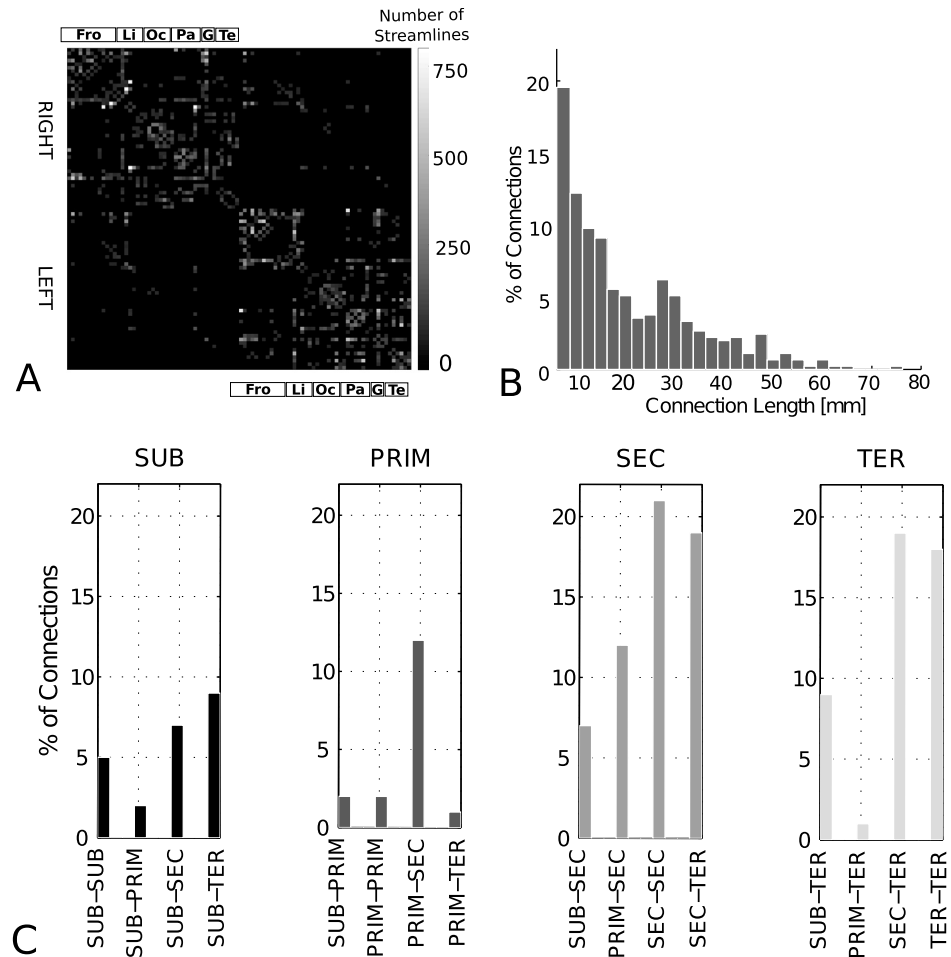 Number of
Streamlines
Fro Li Oc Pa G Te
RIGHT
LEFT
750
500
250
0
A
Fro Li Oc Pa G Te
% of Connections
20
15
10
5
0
10 20 30 40 50 60 70 80
Connection Length [mm]
B
SUB
% of Connections
20
15
10
5
0
SUB−SUB
SUB−PRIM
SUB−SEC
SUB−TER
PRIM
20
15
10
5
0
SUB−PRIM
PRIM−PRIM
PRIM−SEC
PRIM−TER
SEC
20
15
10
5
0
SUB−SEC
PRIM−SEC
SEC−SEC
SEC−TER
TER
20
15
10
5
0
SUB−TER
PRIM−TER
SEC−TER
TER−TER
C